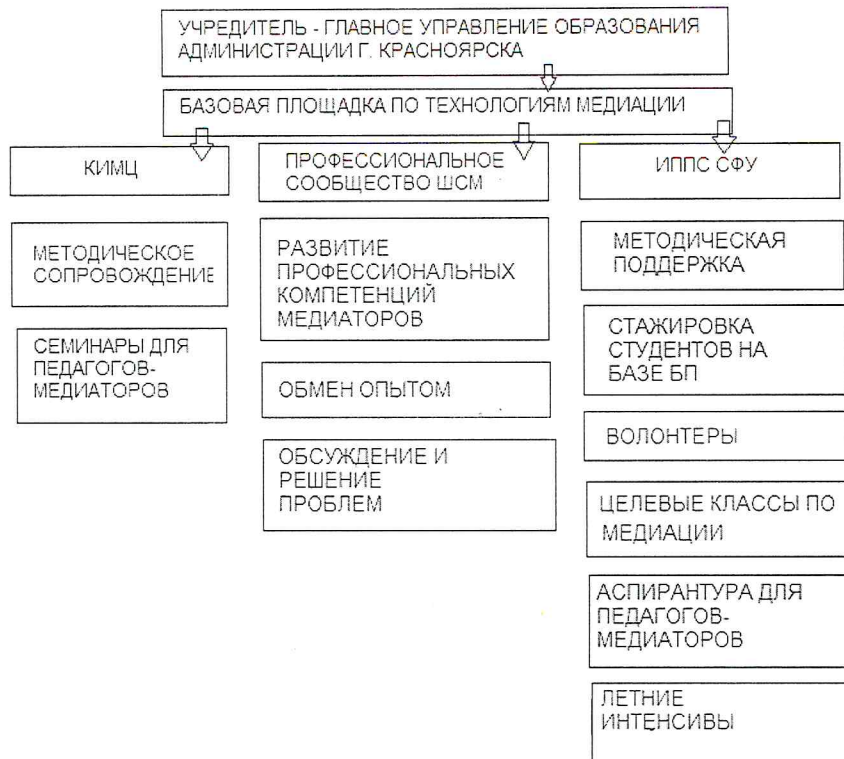 УЧРЕДИТЕЛЬ - ГЛАВНОЕ УПРАВЛЕНИЕ ОБРАЗОВАНИЯ
АДМИНИСТРАЦИИ Г. КРАСНОЯРСКА
БАЗОВАЯ ПЛОЩАДКА ПО ТЕХНОЛОГИЯМ МЕДИАЦИИ
КИМЦ
МЕТОДИЧЕСКОЕ
СОПРОВОЖДЕНИЕ
СЕМИНАРЫ ДЛЯ
ПЕДАГОГОВ-
МЕДИАТОРОВ
ПРОФЕССИОНАЛЬНОЕ
СООБЩЕСТВО ШСМ
РАЗВИТИЕ
ПРОФЕССИОНАЛЬНЫХ
КОМПЕТЕНЦИЙ
МЕДИАТОРОВ
ОБМЕН ОПЫТОМ
ОБСУЖДЕНИЕ И
РЕШЕНИЕ
ПРОБЛЕМ
ИППС СФУ
МЕТОДИЧЕСКАЯ
ПОДДЕРЖКА
СТАЖИРОВКА
СТУДЕНТОВ НА
БАЗЕ БП
ВОЛОНТЕРЫ
ЦЕЛЕВЫЕ КЛАССЫ ПО
МЕДИАЦИИ
АСПИРАНТУРА ДЛЯ
ПЕДАГОГОВ-
МЕДИАТОРОВ
ЛЕТНИЕ
ИНТЕНСИВЫ